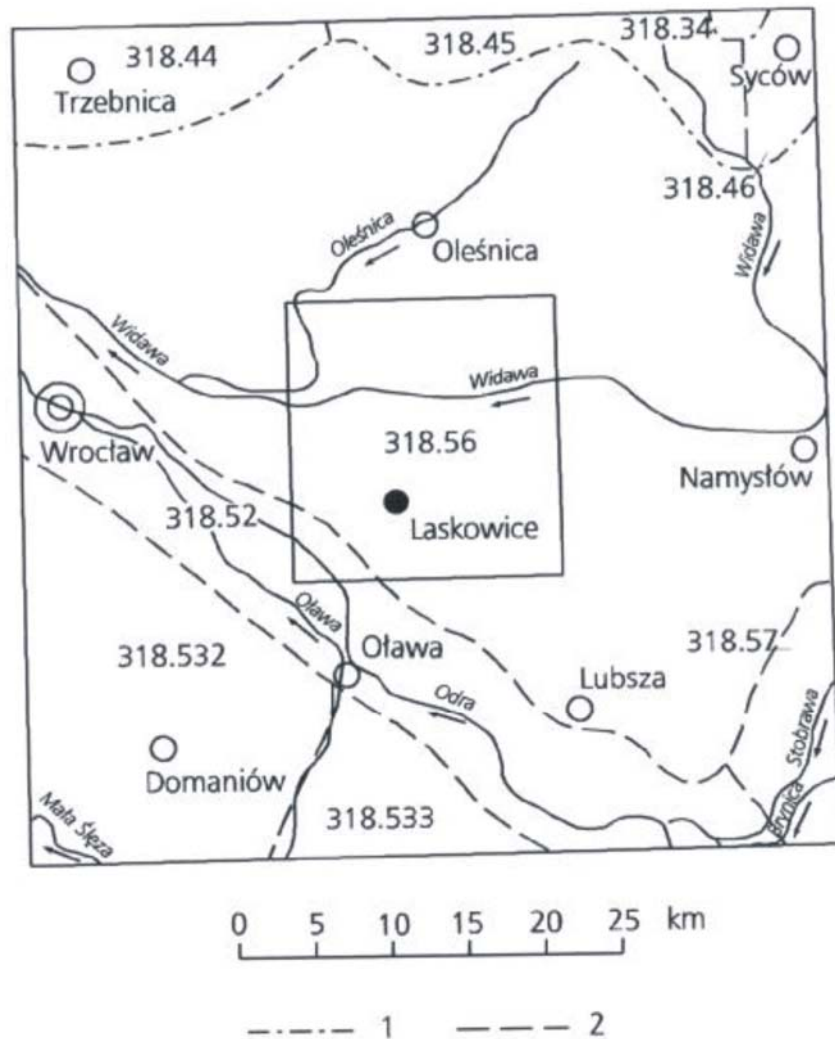 318.44
318.45
318.34
Trzebnica
Syców
318.46
Oleśnica
Oleśnica
Widawa
Widawa
Widawa
318.56
Wrocław
Namysłów
318.52
Laskowice
Oława
318.532
Oława
318.57
Lubsza
Odra
Stobrawa
Domaniów
Brynica
Mała Ślęza
318.533
0 5 10 15 20 25 km
1 2